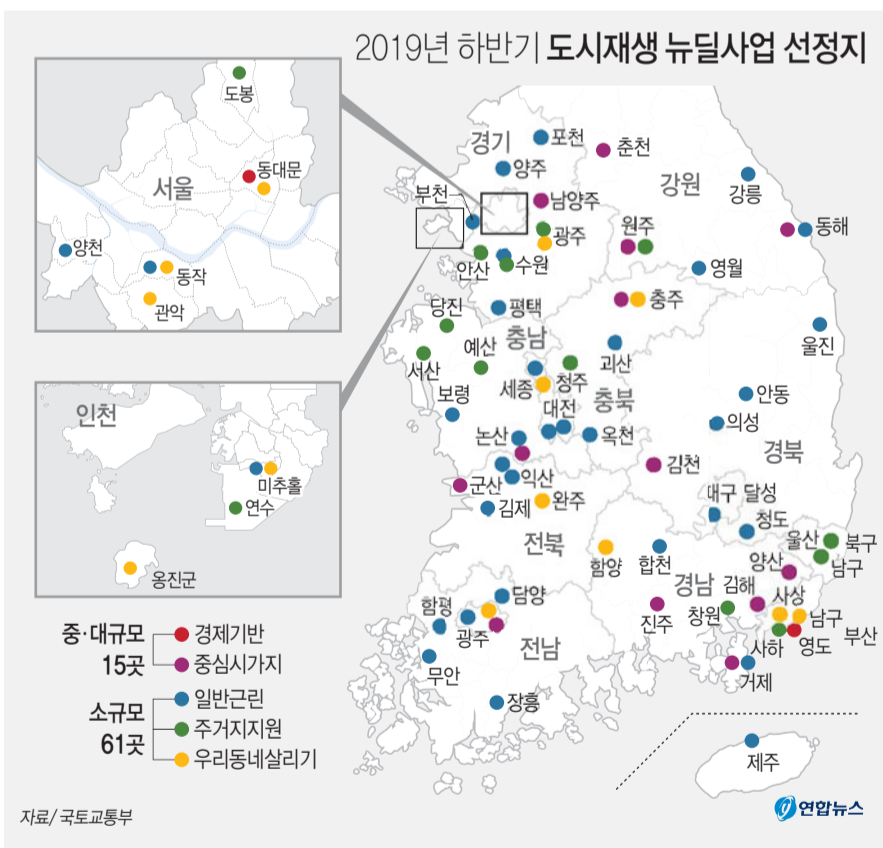 2019년 하반기 도시재생 뉴딜사업 선정지
도봉
동대문
서울
양천
동작
관악
인천
미추홀
연수
옹진군
경기
포천
춘천
양주
강원
강릉
부천
남양주
동해
광주
원주
안산
수원
영월
당진
평택
충주
울진
충남
예산
괴산
서산
세종
청주
안동
보령
대전
충북
의성
논산
옥천
경북
김천
군산
익산
대구 달성
김제
완주
청도
전북
울산
북구
함양
합천
양산
남구
경남
김해
담양
사상
함평
진주
창원
남구
광주
전남
사하
영도
부산
무안
거제
장흥
제주
중·대규모
15곳
경제기반
중심시가지
소규모
61곳
일반근린
주거지지원
우리동네살리기
자료/ 국토교통부
연합뉴스